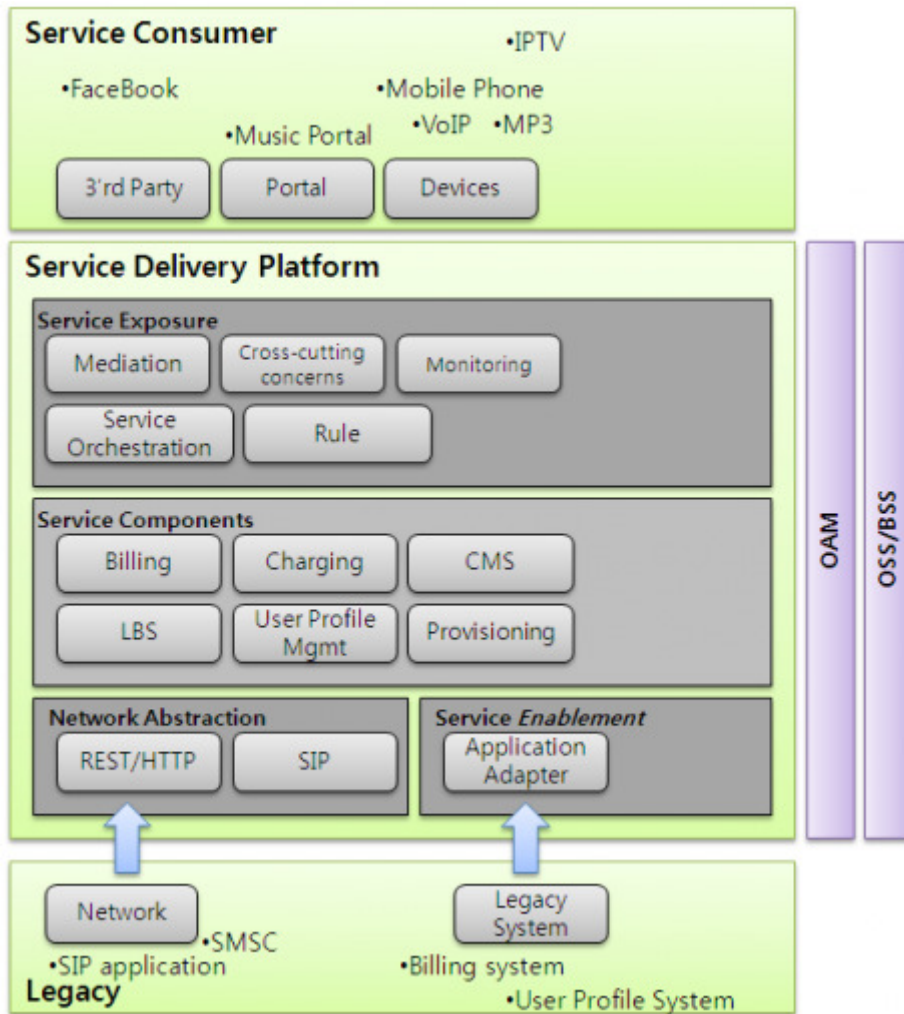 Service Consumer
•IPTV
•FaceBook
•Mobile Phone
•Music Portal
•VoIP •MP3
3'rd Party
Portal
Devices
Service Delivery Platform
Service Exposure
Mediation
Cross-cutting
concerns
Monitoring
Service
Orchestration
Rule
Service Components
Billing
Charging
CMS
LBS
User Profile
Mgmt
Provisioning
Network Abstraction
REST/HTTP
SIP
Service Enablement
Application
Adapter
OAM
OSS/BSS
Network
•SMSC
•SIP application
Legacy
System
•Billing system
•User Profile System
Legacy